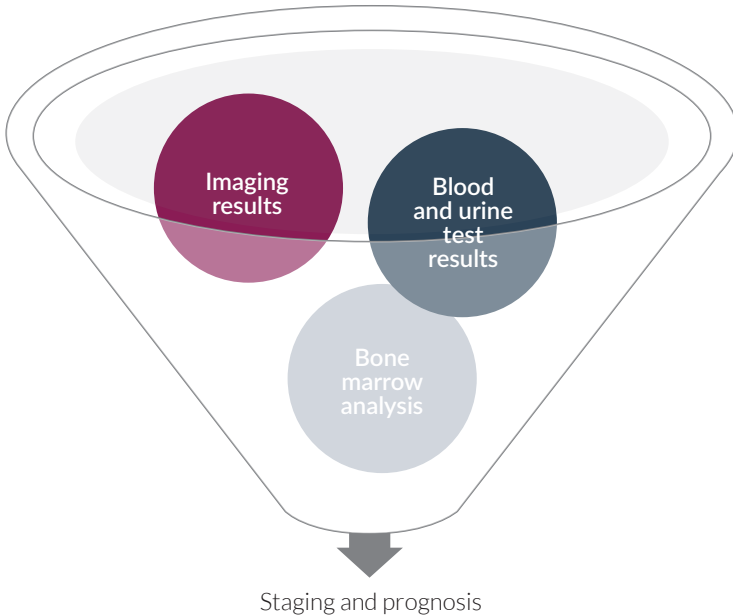 Imaging
results
Blood
and urine
test
results
Bone
marrow
analysis
Staging and prognosis